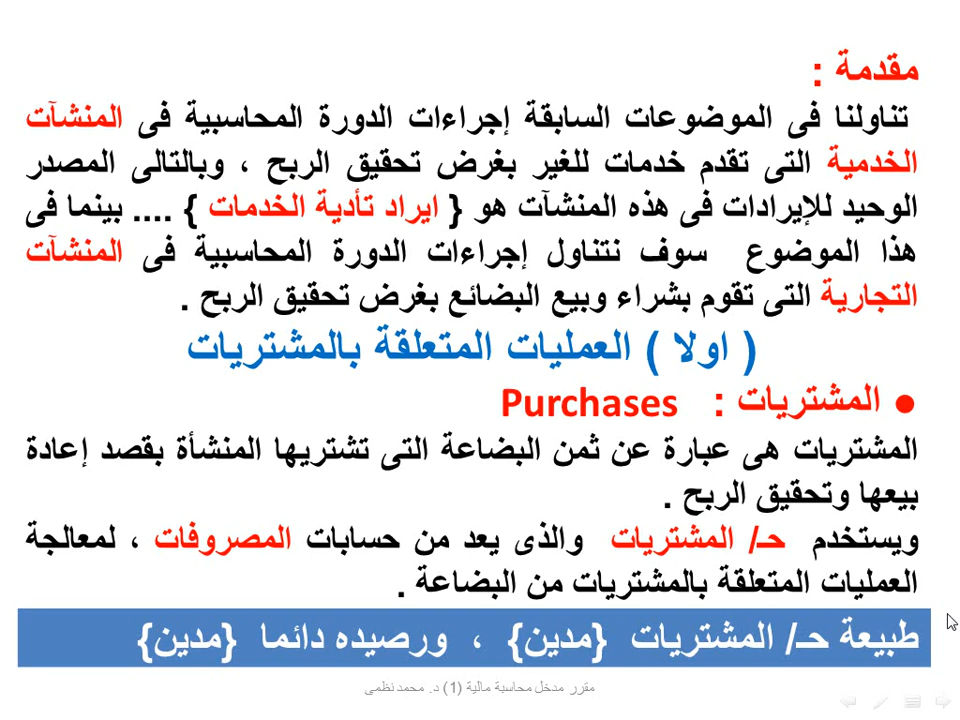 مقدمة :
تناولنا فى الموضوعات السابقة إجراءات الدورة المحاسبية فى المنشآت
الخدمية التى تقدم خدمات للغير بغرض تحقيق الربح ، وبالتالى المصدر
الوحيد للإيرادات فى هذه المنشآت هو { ايراد تأدية الخدمات } .... بينما فى
هذا الموضوع سوف نتناول إجراءات الدورة المحاسبية فى المنشآت
التجارية التى تقوم بشراء وبيع البضائع بغرض تحقيق الربح .
( اولا ) العمليات المتعلقة بالمشتريات
● المشتريات : Purchases
المشتريات هى عبارة عن ثمن البضاعة التى تشتريها المنشأة بقصد إعادة
بيعها وتحقيق الربح .
ويستخدم حـ/ المشتريات والذى يعد من حسابات المصروفات ، لمعالجة
العمليات المتعلقة بالمشتريات من البضاعة .
طبيعة حـ/ المشتريات {مدين} ، ورصيده دائما {مدين}
مقرر مدخل محاسبة مالية (1) د. محمد نظمى